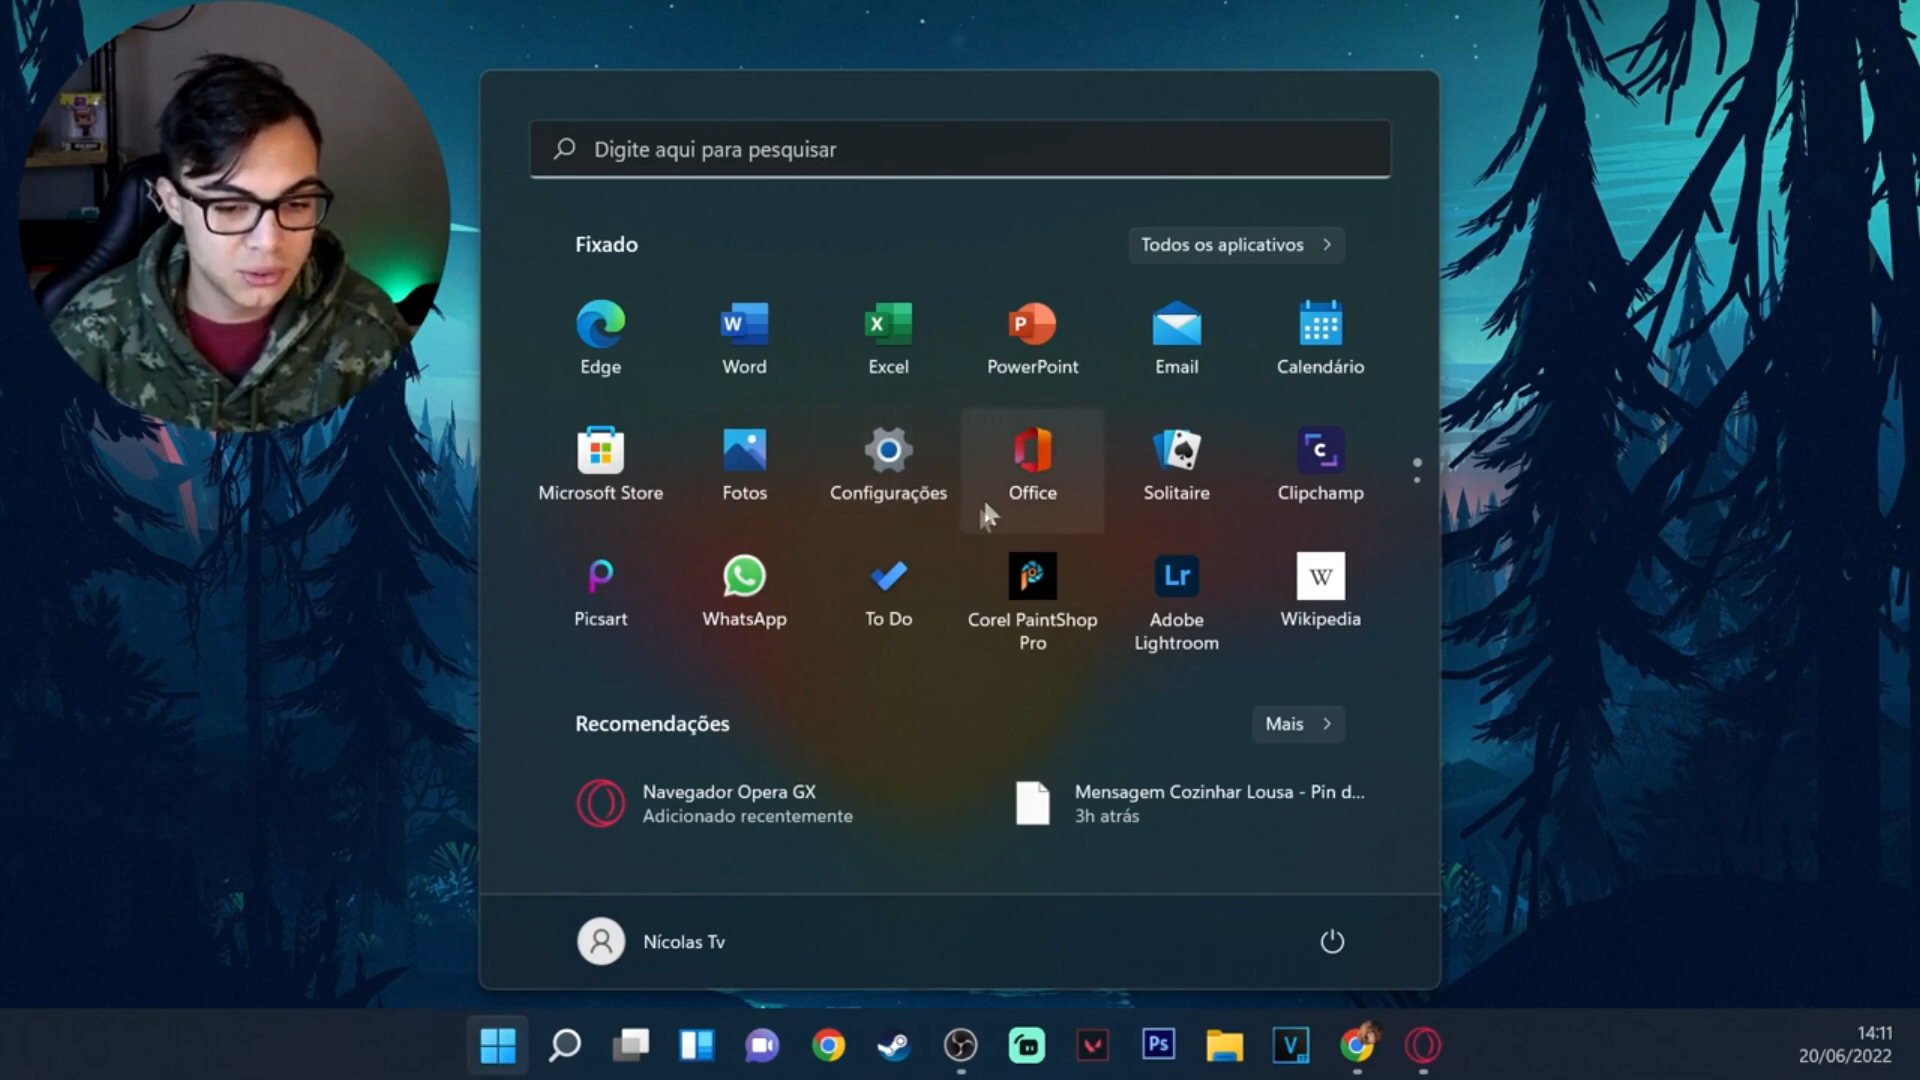 Digite aqui para pesquisar
Fixado
Todos os aplicativos
Edge
Word
Excel
PowerPoint
Email
Calendário
Microsoft Store
Fotos
Configurações
Office
Solitaire
Clipchamp
Picsart
WhatsApp
To Do
Corel PaintShop
Pro
Adobe
Lightroom
Wikipedia
Recomendações
Mais
Navegador Opera GX
Adicionado recentemente
Mensagem Cozinhar Lousa - Pin d...
3h atrás
Nícolas Tv
14:11
20/06/2022
W
X
P
C
Lr
W
Ps
V